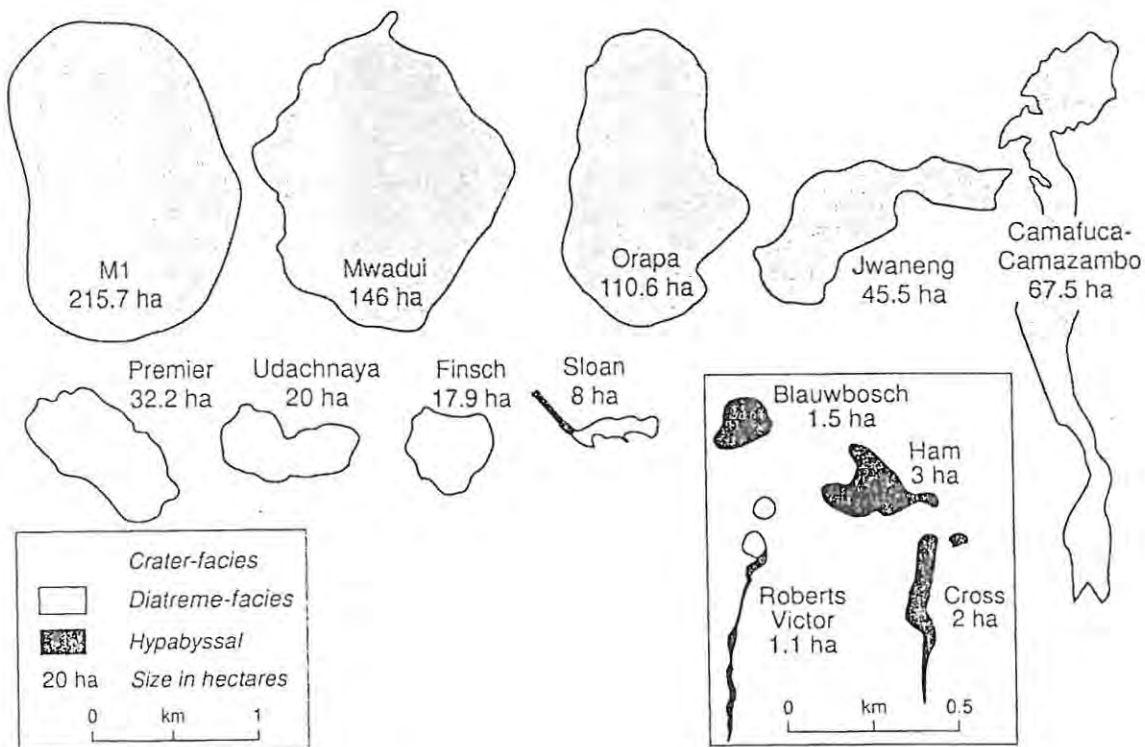 M1
215.7 ha
Mwadui
146 ha
Orapa
110.6 ha
Jwaneng
45.5 ha
Camafuca-
Camazambo
67.5 ha
Premier
32.2 ha
Udachnaya
20 ha
Finsch
17.9 ha
Sloan
8 ha
Blauwbosch
1.5 ha
Ham
3 ha
Roberts
Victor
1.1 ha
Cross
2 ha
0 km 0.5
Crater-facies
Diatreme-facies
Hypabyssal
20 ha Size in hectares
0 km 1